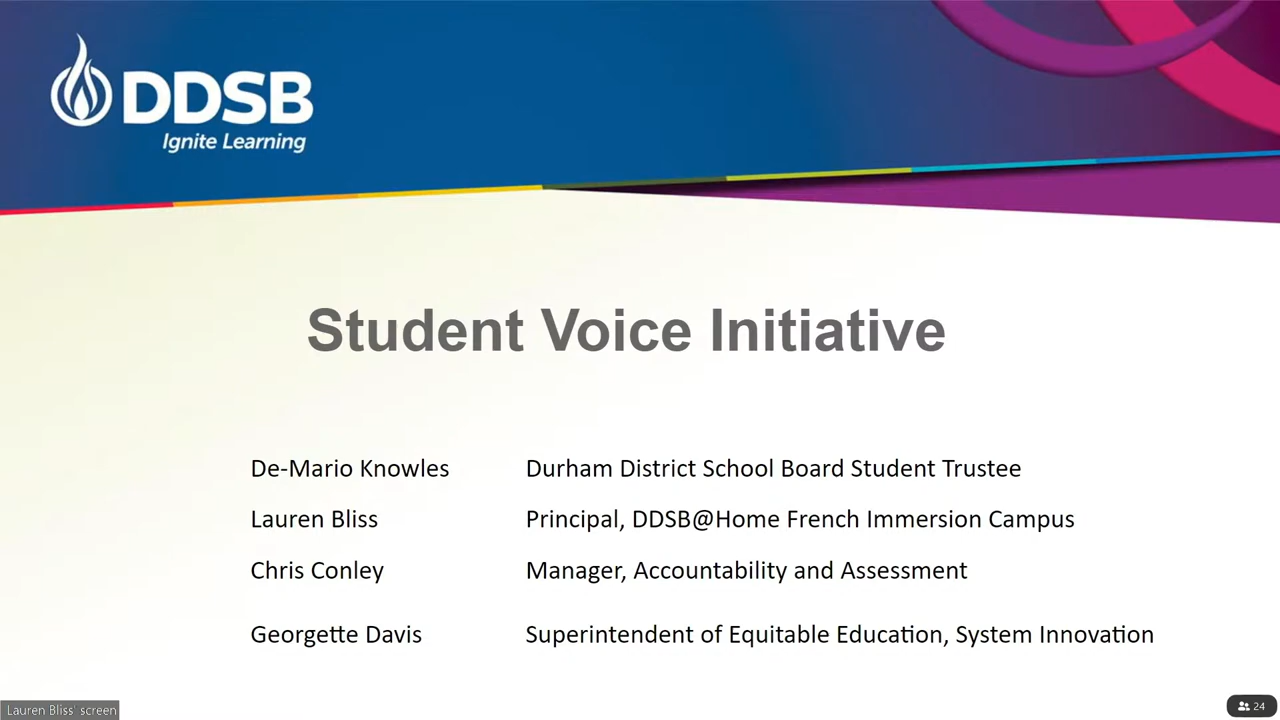 DDSB
Ignite Learning
Student Voice Initiative
De-Mario Knowles Durham District School Board Student Trustee
Lauren Bliss Principal, DDSB@Home French Immersion Campus
Chris Conley Manager, Accountability and Assessment
Georgette Davis Superintendent of Equitable Education, System Innovation
Lauren Bliss' screen
24